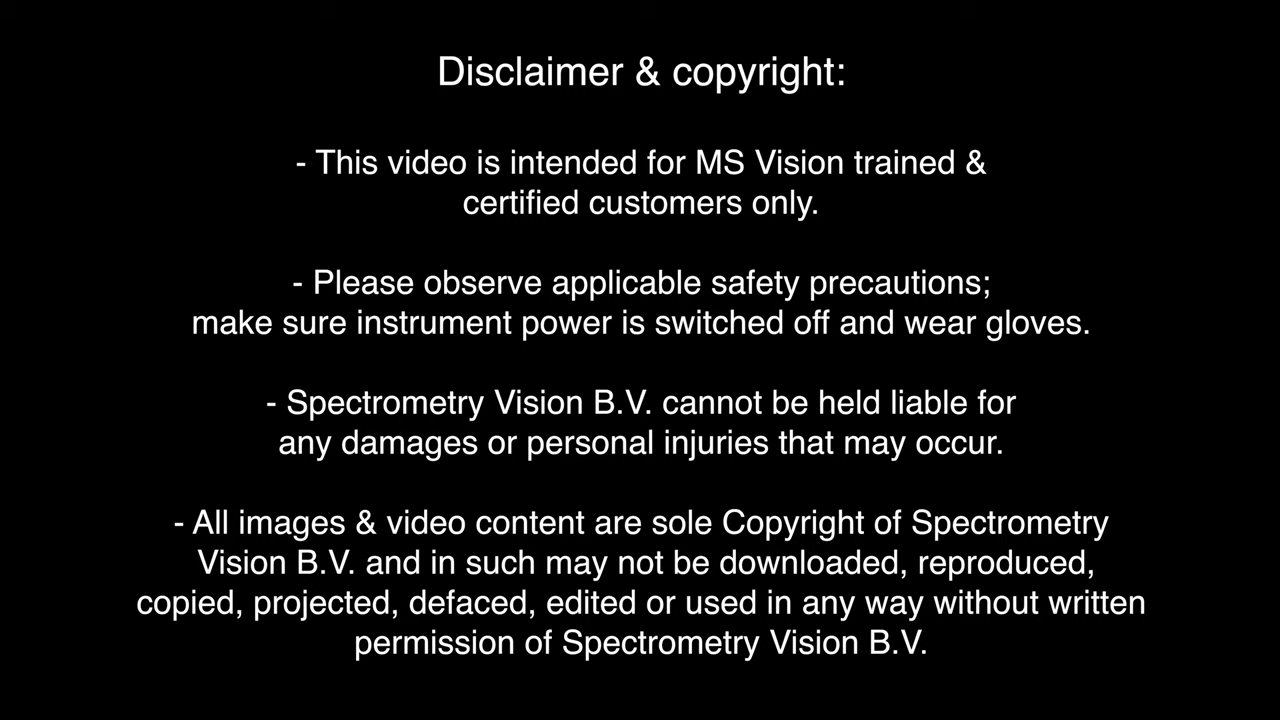 Disclaimer & copyright:
- This video is intended for MS Vision trained &
certified customers only.
- Please observe applicable safety precautions;
make sure instrument power is switched off and wear gloves.
- Spectrometry Vision B.V. cannot be held liable for
any damages or personal injuries that may occur.
- All images & video content are sole Copyright of Spectrometry
Vision B.V. and in such may not be downloaded, reproduced,
copied, projected, defaced, edited or used in any way without written
permission of Spectrometry Vision B.V.